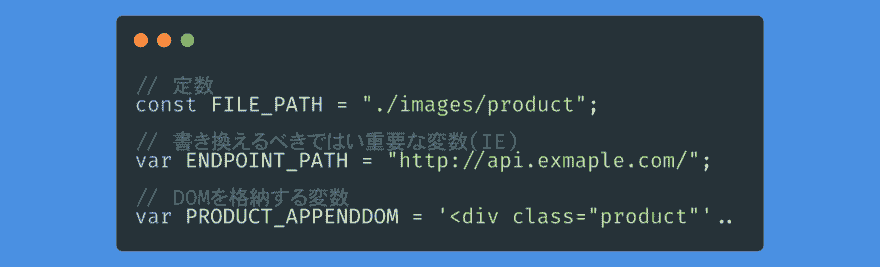 // 定数
const FILE_PATH = "./images/product";
// 書き換えるべきではい重要な変数(IE)
var ENDPOINT_PATH = "http://api.exmaple.com/";
// DOMを格納する変数
var PRODUCT_APPENDDOM = '<div class="product"'..